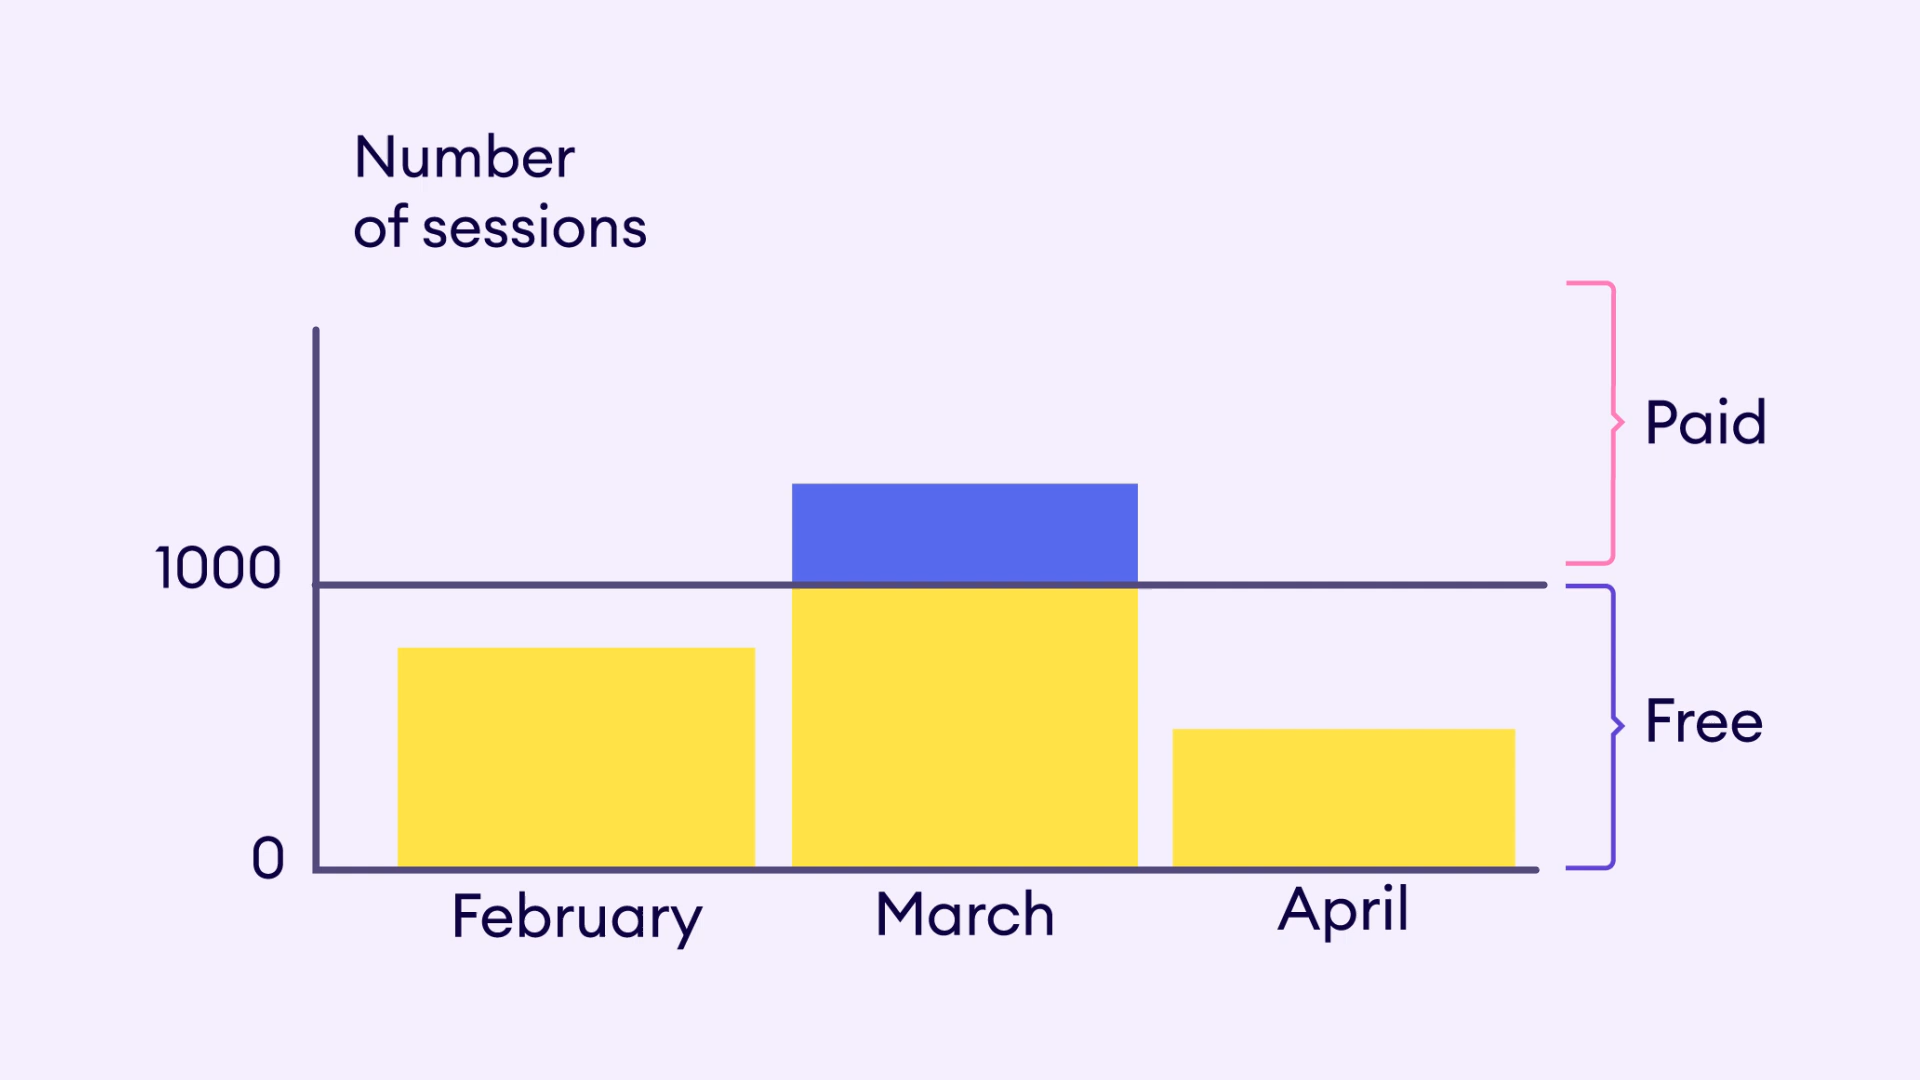 Number
of sessions
Paid
1000
Free
0
February
March
April